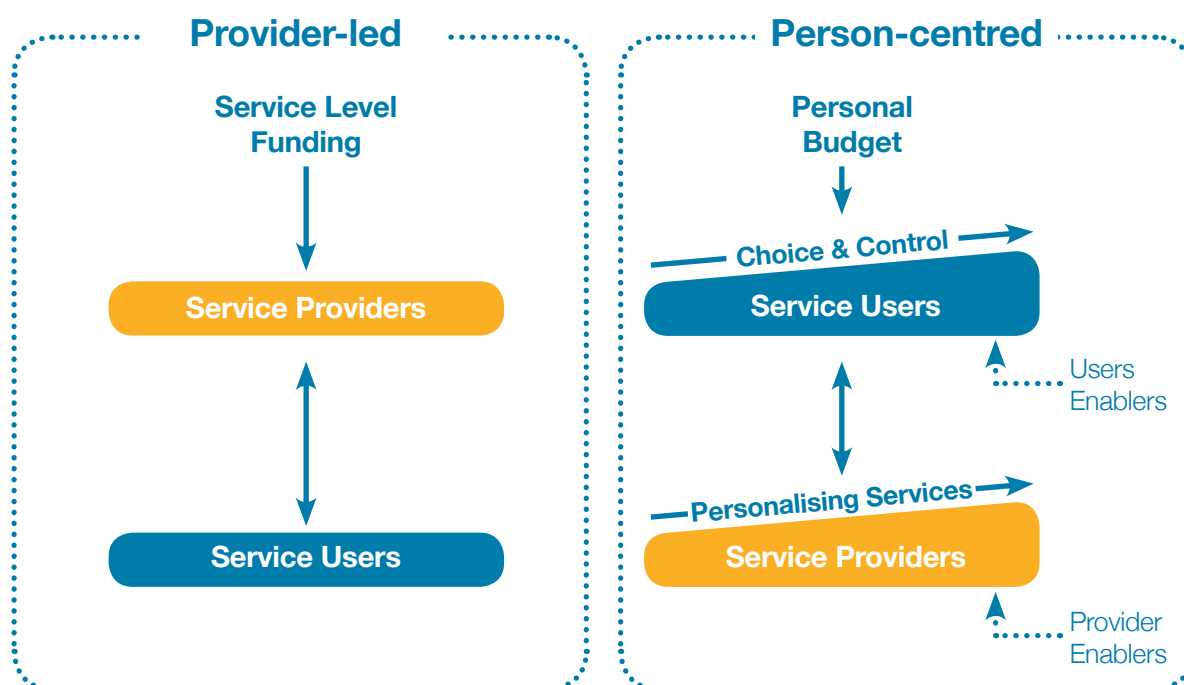 Provider-led
Service Level
Funding
Service Providers
Service Users
Person-centred
Personal
Budget
Choice & Control
Service Users
Users
Enablers
Personalising Services
Service Providers
Provider
Enablers